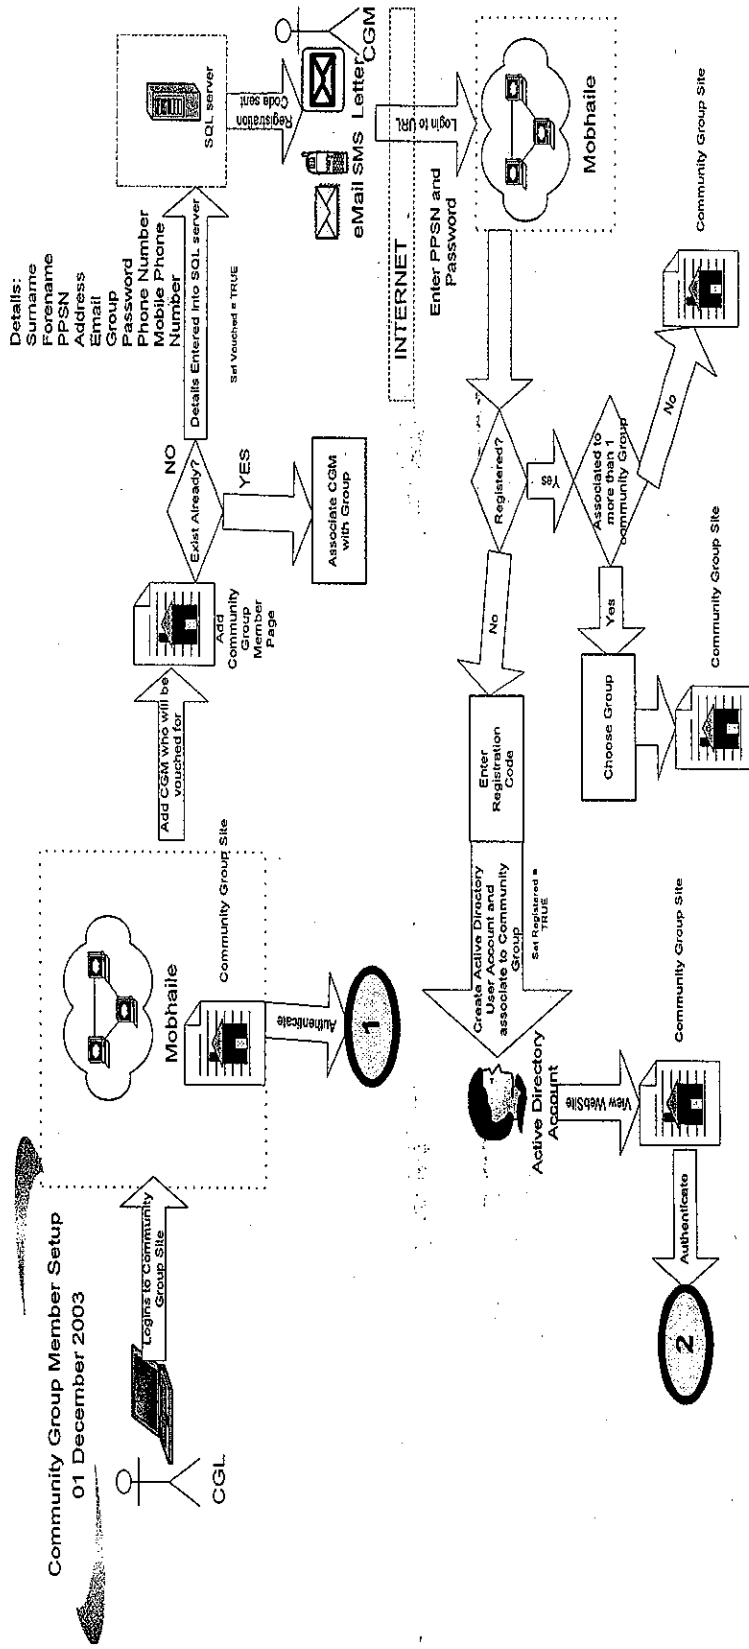 Community Group Member Setup
01 December 2003
CGL
Logins to Community
Group Site
Mobhaile
Community Group Site
Authenticate
1
Add CGM who will be
vouched for
Add
Community
Group
Member
Page
Exist Already?
NO
YES
Associate CGM
with Group
Details:
Surname
Forename
PPSN
Address
Email
Group
Password
Phone Number
Mobile Phone
Number
Details Entered Into SQL server
Set Vouched = TRUE
SQL server
Registration
Code sent
eMail
SMS
Letter
CGM
INTERNET
Login to URL
Enter PPSN and
Password
Mobhaile
Registered?
No
Yes
Enter
Registration
Code
Create Active Directory
User Account and
associate to Community
Group
Set Registered =
TRUE
Active Directory
Account
View WebSite
Community Group Site
Authenticate
2
Associated to
more than 1
community Group
Yes
No
Choose Group
Community Group Site
Community Group Site